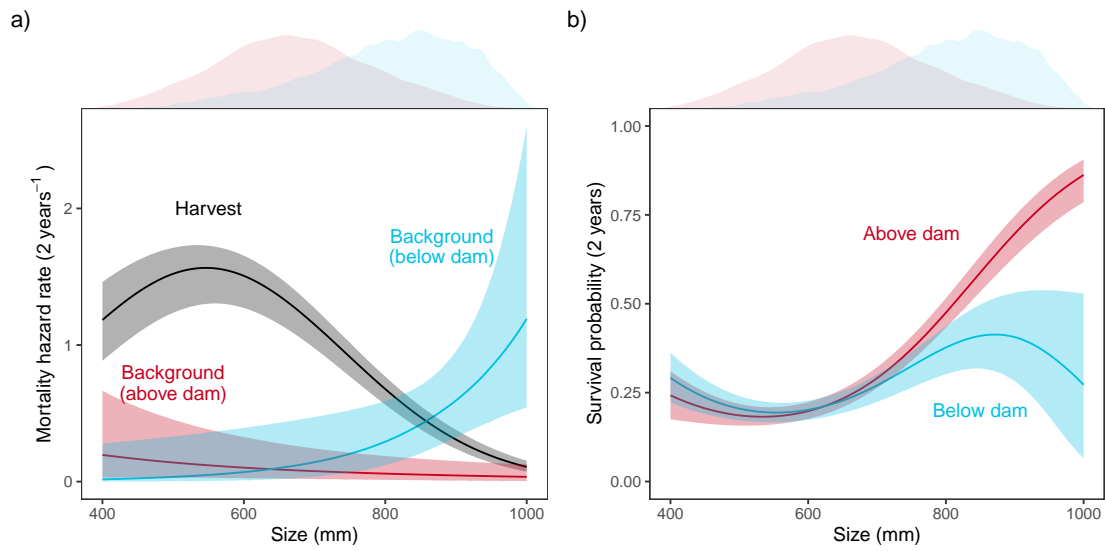 a)
Mortality hazard rate (2 years⁻¹)
2
1
0
Harvest
Background
(below dam)
Background
(above dam)
400
600
800
1000
Size (mm)
b)
Survival probability (2 years)
1.00
0.75
0.50
0.25
0.00
Above dam
Below dam
400
600
800
1000
Size (mm)